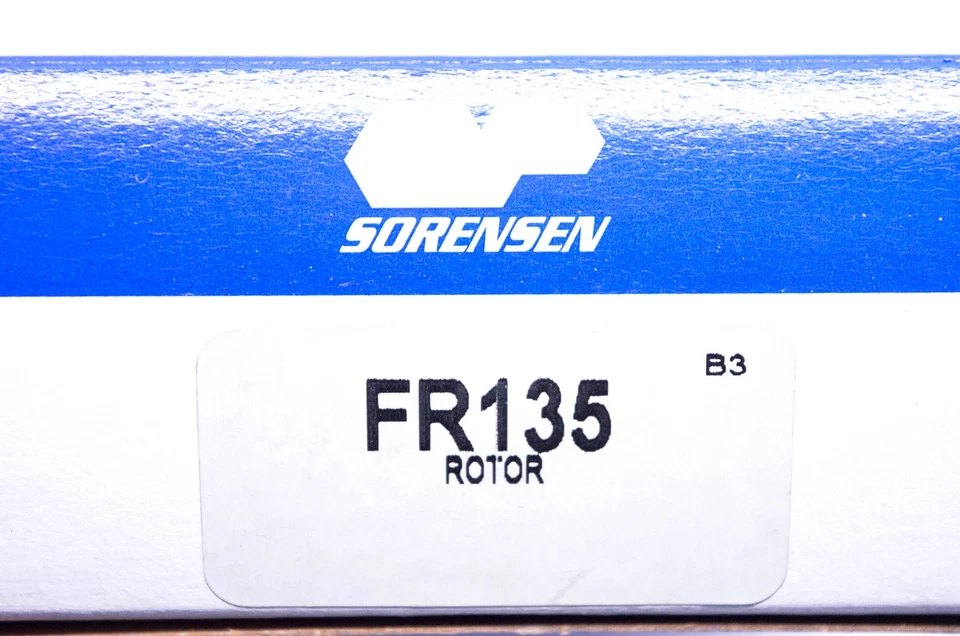 SORENSEN
B3
FR135
ROTOR